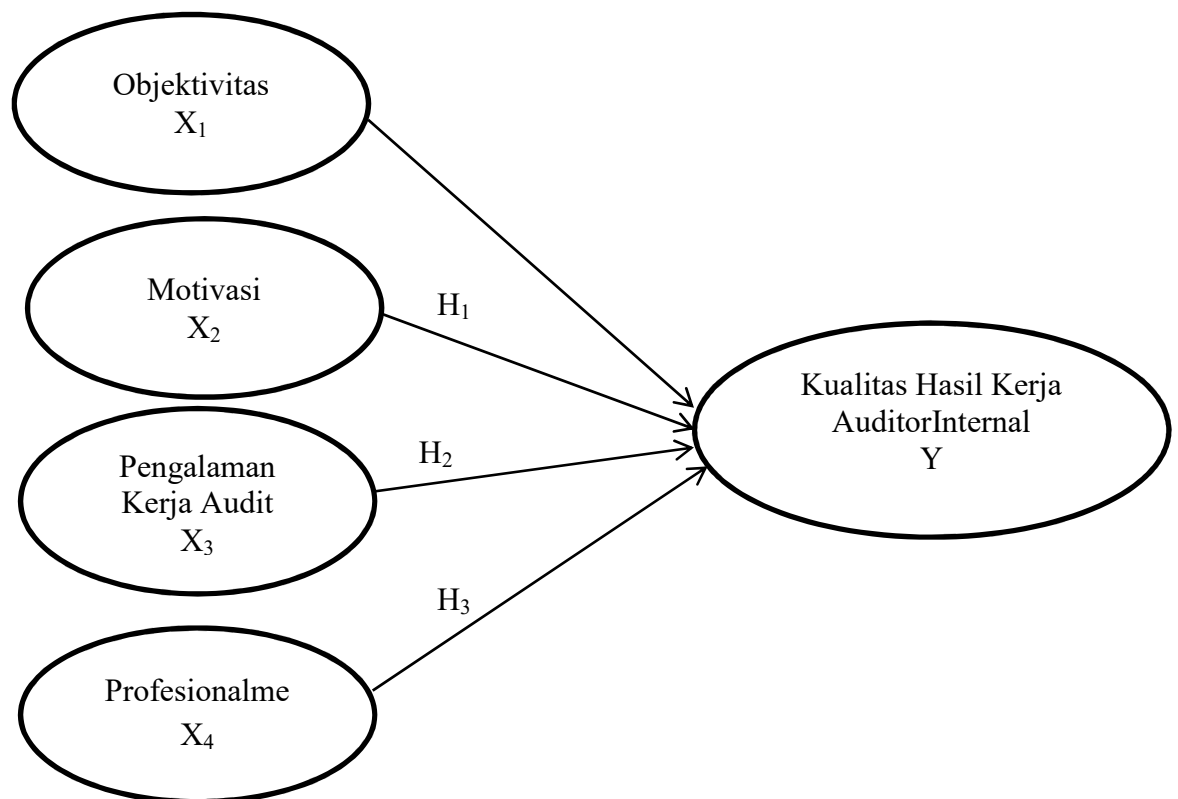 Objektivitas
X₁
Motivasi
X₂
H₁
Kualitas Hasil Kerja
AuditorInternal
Y
Pengalaman
Kerja Audit
X₃
H₂
H₃
Profesionalme
X₄